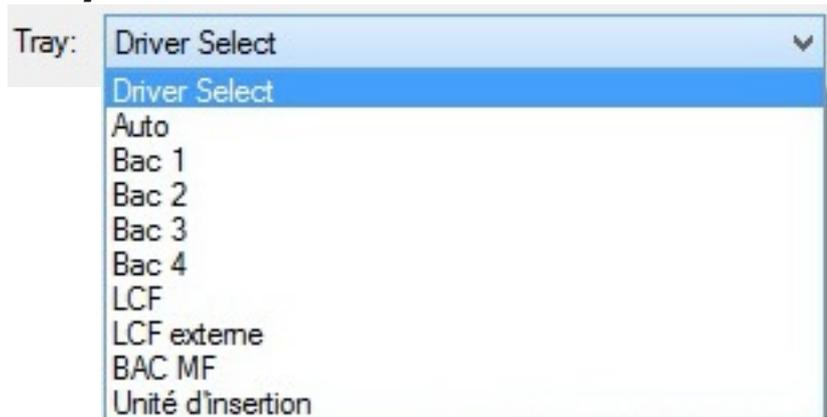 Tray: Driver Select
Driver Select
Auto
Bac 1
Bac 2
Bac 3
Bac 4
LCF
LCF externe
BAC MF
Unité d'insertion